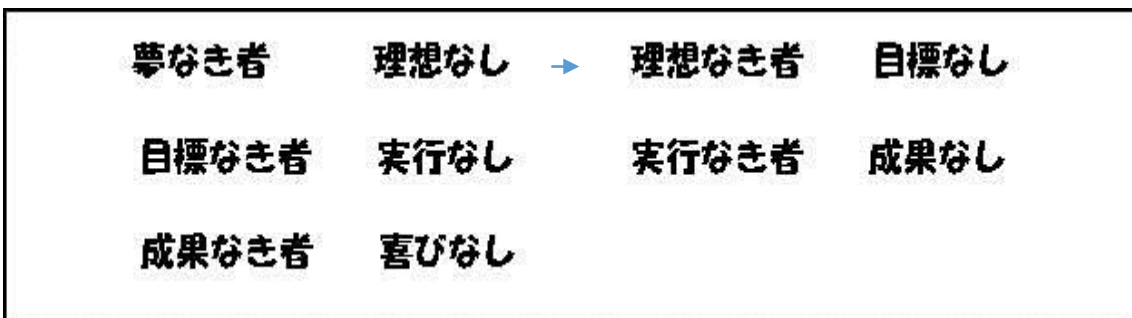 夢なき者 理想なし → 理想なき者 目標なし
目標なき者 実行なし 実行なき者 成果なし
成果なき者 喜びなし